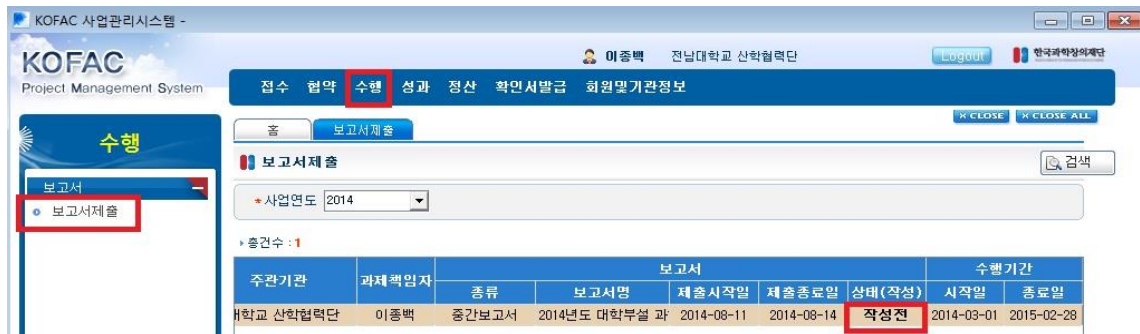 KOFAC 사업관리시스템 -
KOFAC
Project Management System
이종백 전남대학교 산학협력단
Logout
한국과학창의재단
접수 협약 수행 성과 정산 확인서발급 회원및기관정보
수행
홈 보고서제출
× CLOSE × CLOSE ALL
보고서제출
검색
보고서
보고서제출
*사업연도 2014
총건수 : 1
주관기관 과제책임자 보고서 수행기간
종류 보고서명 제출시작일 제출종료일 상태(작성) 시작일 종료일
대학교 산학협력단 이종백 중간보고서 2014년도 대학부설 과 2014-08-11 2014-08-14 작성전 2014-03-01 2015-02-28